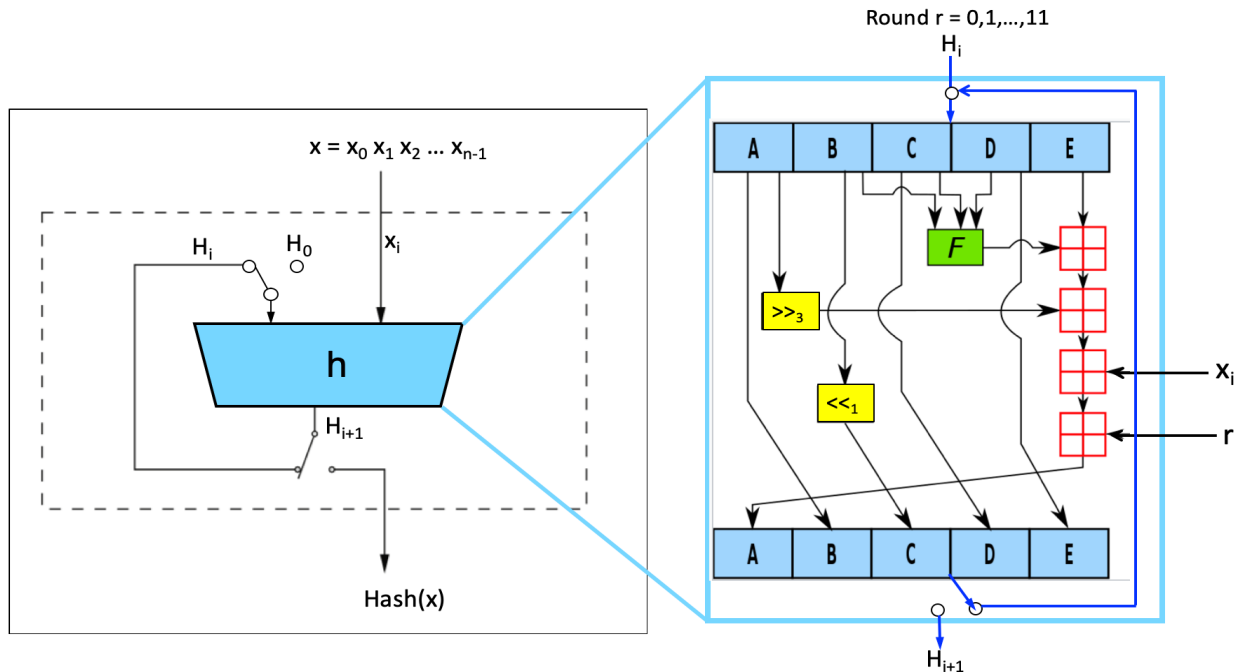 Round r = 0,1,...,11
Hᵢ
x = x₀ x₁ x₂ ... xₙ₋₁
A B C D E
Hᵢ H₀ xᵢ
F
>>₃
h
xᵢ
<<₁
Hᵢ₊₁
r
A B C D E
Hash(x)
Hᵢ₊₁